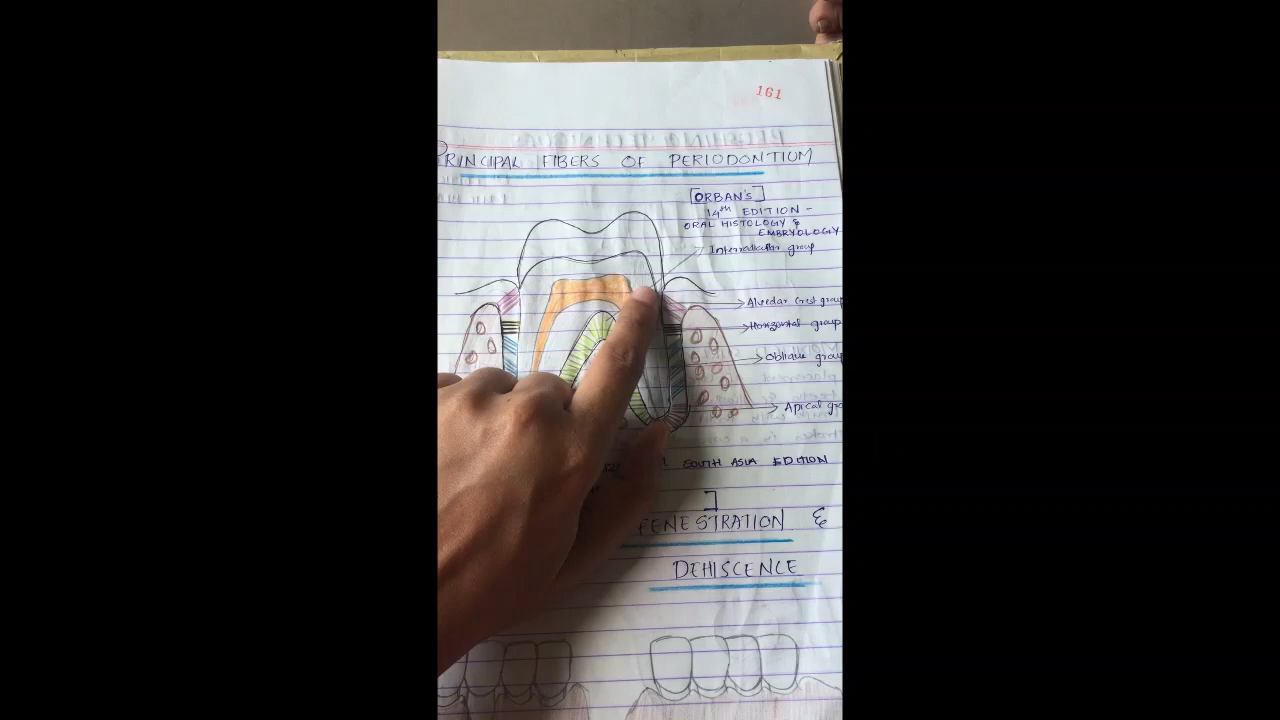 161
PRINCIPAL FIBERS OF PERIODONTIUM
[ORBAN'S]
14th EDITION -
ORAL HISTOLOGY &
EMBRYOLOGY
Interradicular group
Alveolar Crest group
Horizontal group
Oblique group
Apical gro
SOUTH ASIA EDITION
]
FENESTRATION &
DEHISCENCE